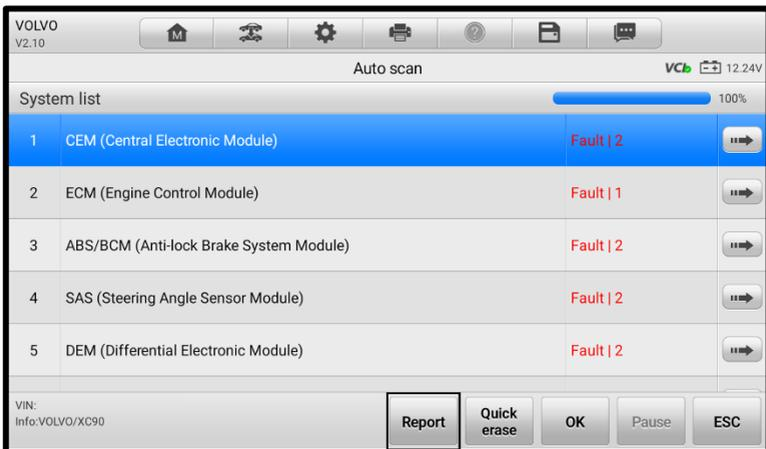 VOLVO
V2.10
M
Auto scan
VCI 12.24V
System list
100%
1 CEM (Central Electronic Module) Fault | 2
2 ECM (Engine Control Module) Fault | 1
3 ABS/BCM (Anti-lock Brake System Module) Fault | 2
4 SAS (Steering Angle Sensor Module) Fault | 2
5 DEM (Differential Electronic Module) Fault | 2
VIN:
Info:VOLVO/XC90
Report
Quick
erase
OK
Pause
ESC